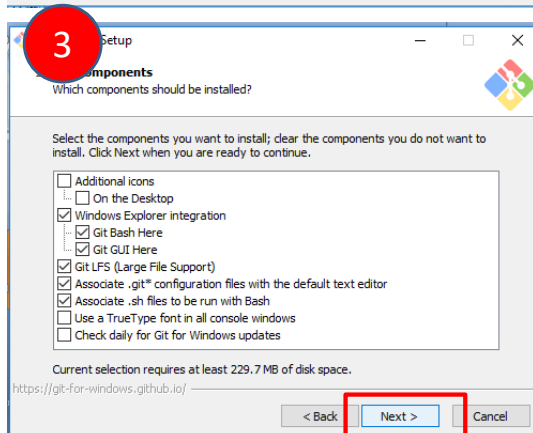 3
Setup
mponents
Which components should be installed?
Select the components you want to install; clear the components you do not want to
install. Click Next when you are ready to continue.
Additional icons
On the Desktop
Windows Explorer integration
Git Bash Here
Git GUI Here
Git LFS (Large File Support)
Associate .git* configuration files with the default text editor
Associate .sh files to be run with Bash
Use a TrueType font in all console windows
Check daily for Git for Windows updates
Current selection requires at least 229.7 MB of disk space.
https://git-for-windows.github.io/
< Back Next > Cancel